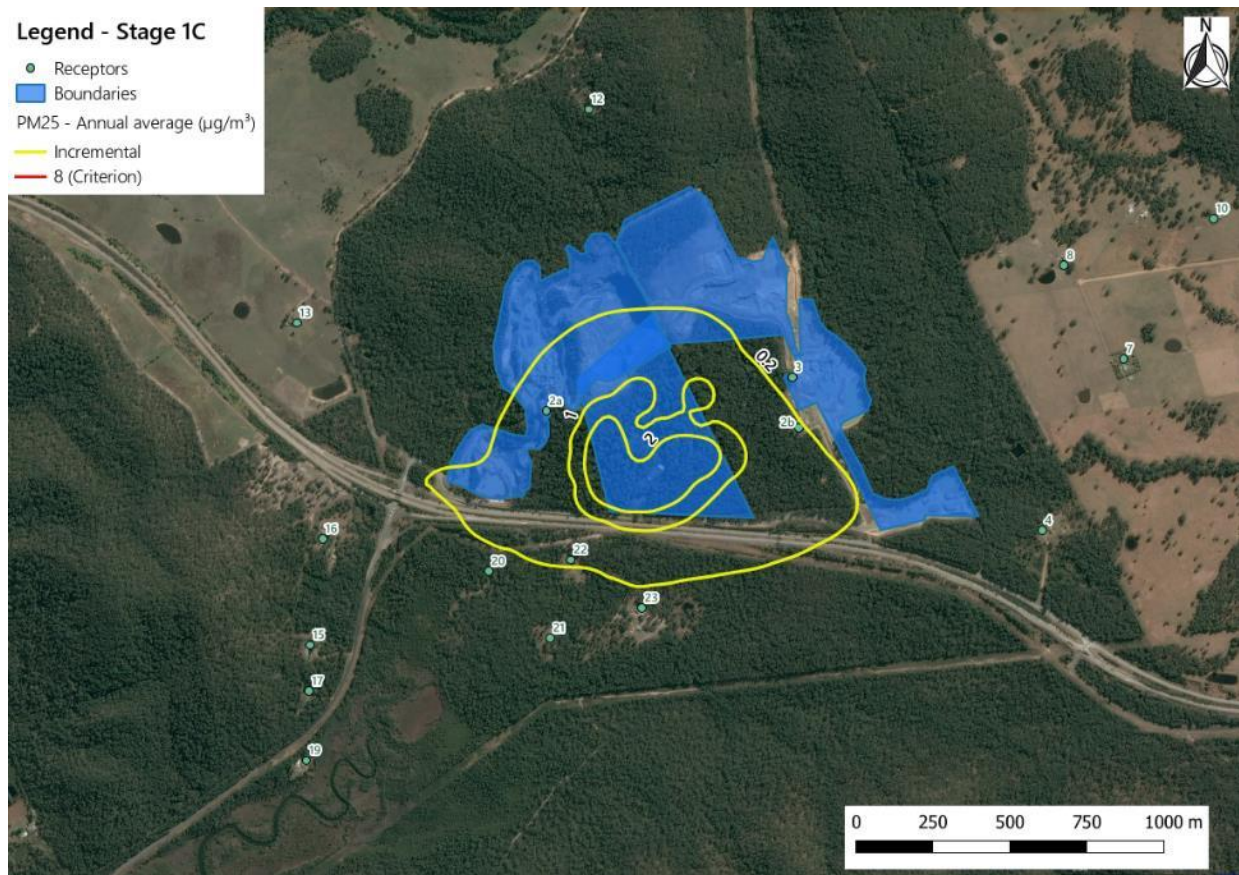 Legend - Stage 1C
Receptors
Boundaries
PM25 - Annual average (µg/m³)
Incremental
8 (Criterion)
N
12
10
8
13
7
0.2
3
2a
1
2b
2
4
16
22
20
23
21
15
17
19
0 250 500 750 1000 m